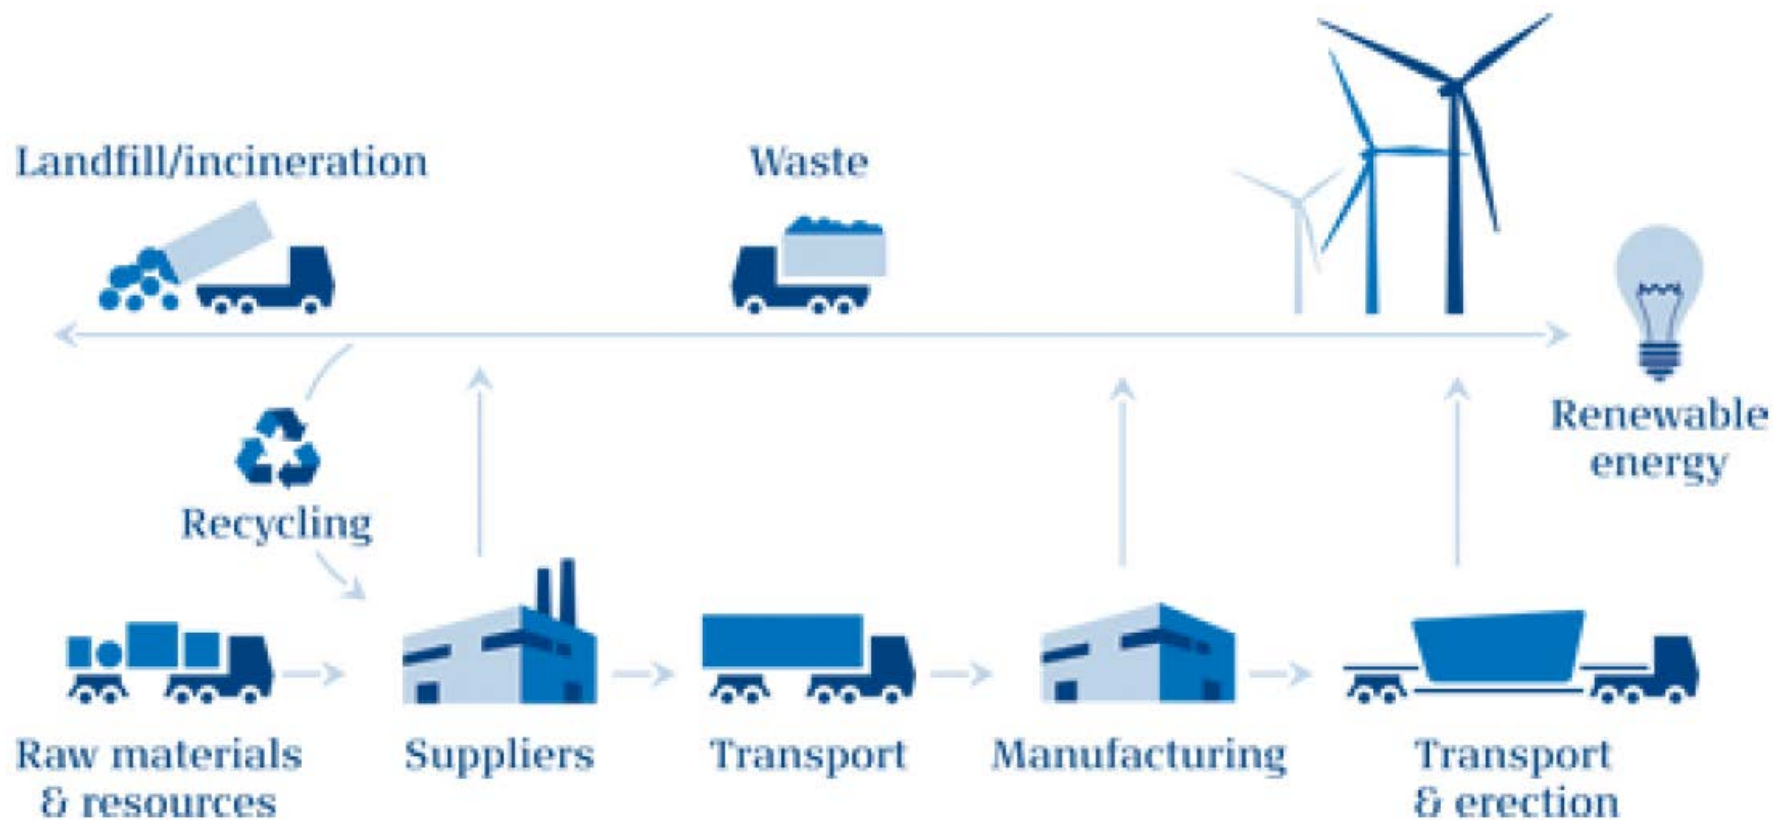 Landfill/incineration
Waste
Renewable
energy
Recycling
Raw materials
& resources
Suppliers
Transport
Manufacturing
Transport
& erection